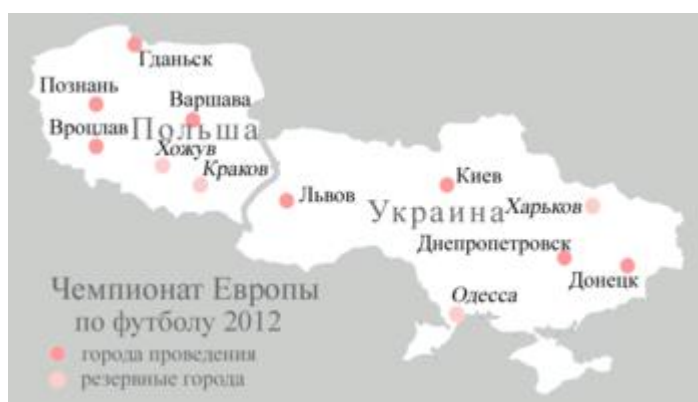 Гданьск
Познань
Варшава
Вроцлав
Польша
Хожув
Краков
Киев
Львов
Харьков
Украина
Днепропетровск
Донецк
Одесса
Чемпионат Европы
по футболу 2012
города проведения
резервные города